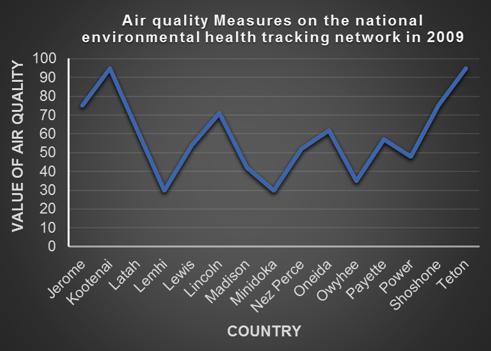 Air quality Measures on the national
environmental health tracking network in 2009
VALUE OF AIR QUALITY
100
90
80
70
60
50
40
30
20
10
0
Jerome
Kootenai
Latah
Lemhi
Lewis
Lincoln
Madison
Minidoka
Nez Perce
Oneida
Owyhee
Payette
Power
Shoshone
Teton
COUNTRY